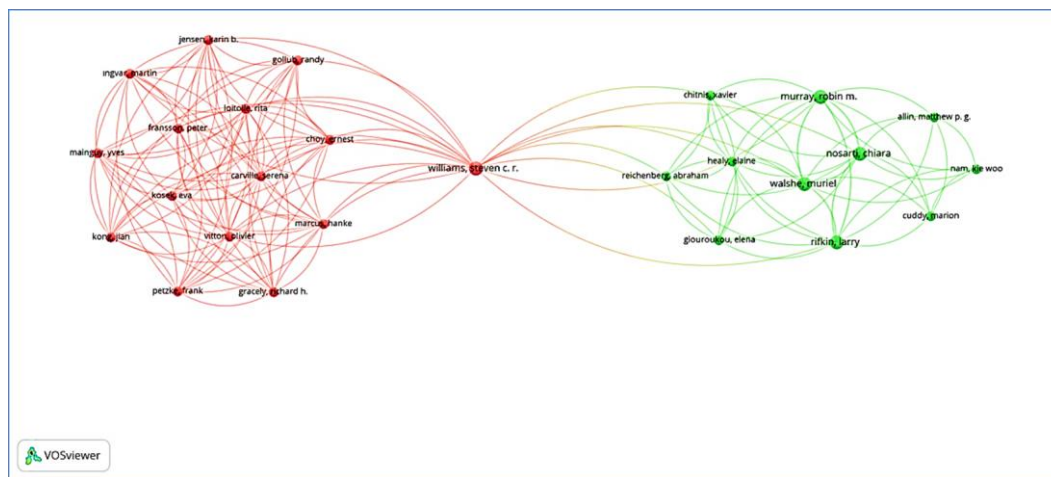 jensen, karin b.
gollub, randy
ingvar, martin
loitoile, rita
fransson, peter
choy, ernest
mainguy, yves
carville, serena
kosek, eva
marcus, hanke
kong, jian
vitton, olivier
petzke, frank
gracely, richard h.
williams, steven c. r.
chitnis, xavier
murray, robin m.
allin, matthew p. g.
nosarti, chiara
healy, elaine
reichenberg, abraham
walshe, muriel
nam, kie woo
cuddy, marion
giouroukou, elena
rifkin, larry
VOSviewer